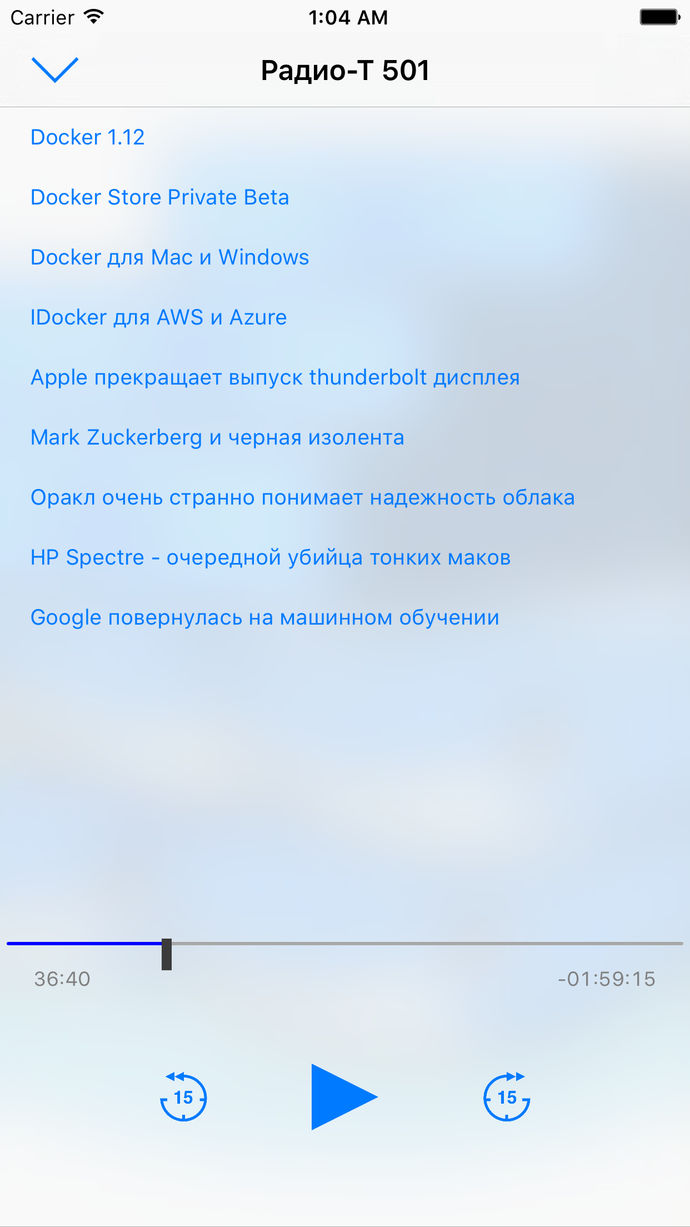 Carrier 1:04 AM
Радио-Т 501
Docker 1.12
Docker Store Private Beta
Docker для Mac и Windows
IDocker для AWS и Azure
Apple прекращает выпуск thunderbolt дисплея
Mark Zuckerberg и черная изолента
Оракл очень странно понимает надежность облака
HP Spectre - очередной убийца тонких маков
Google повернулась на машинном обучении
36:40 -01:59:15
15 15